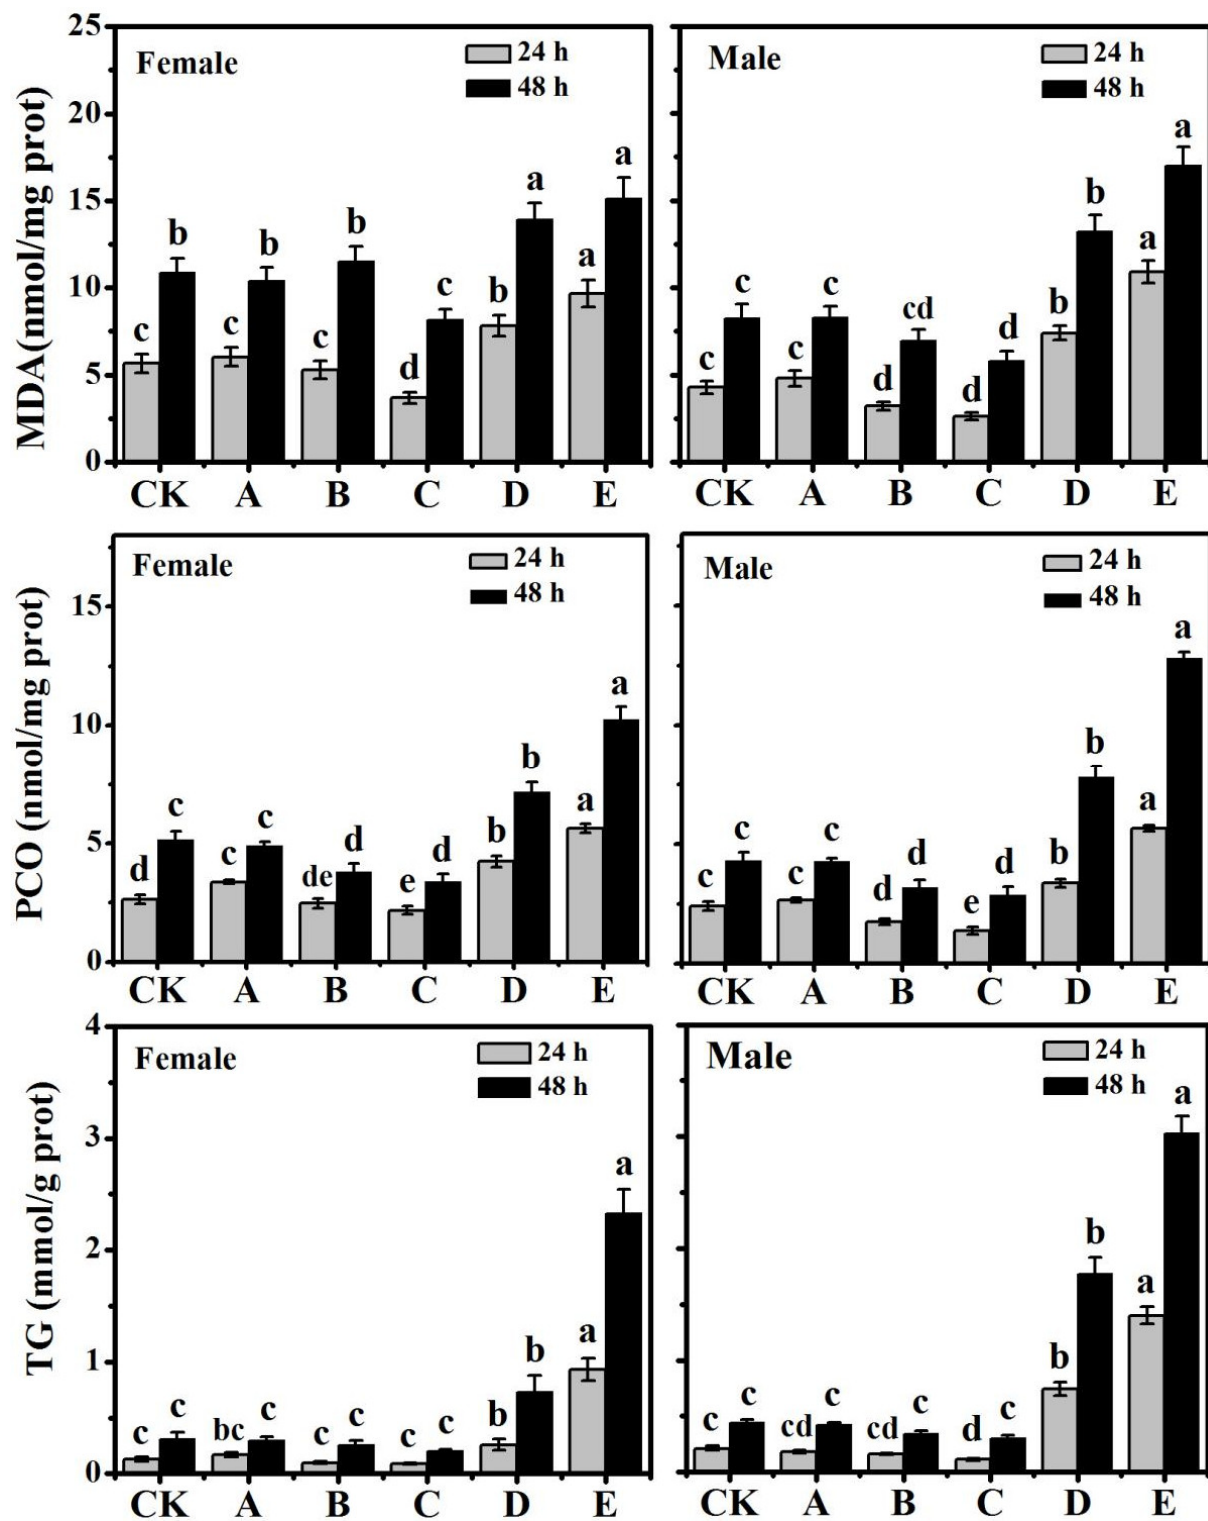 MDA(nmol/mg prot)
25
20
15
10
5
0
Female
24 h
48 h
c b c b c b d c b a a a
CK A B C D E
Male
24 h
48 h
c c c c d cd d d b b a a
CK A B C D E
PCO (nmol/mg prot)
15
10
5
0
Female
24 h
48 h
d c c c de d e d b b a a
CK A B C D E
Male
24 h
48 h
c c c c d d e d b b a a
CK A B C D E
TG (mmol/g prot)
4
3
2
1
0
Female
24 h
48 h
c c bc c c c c c b b a a
CK A B C D E
Male
24 h
48 h
c c cd c cd c d c b b a a
CK A B C D E